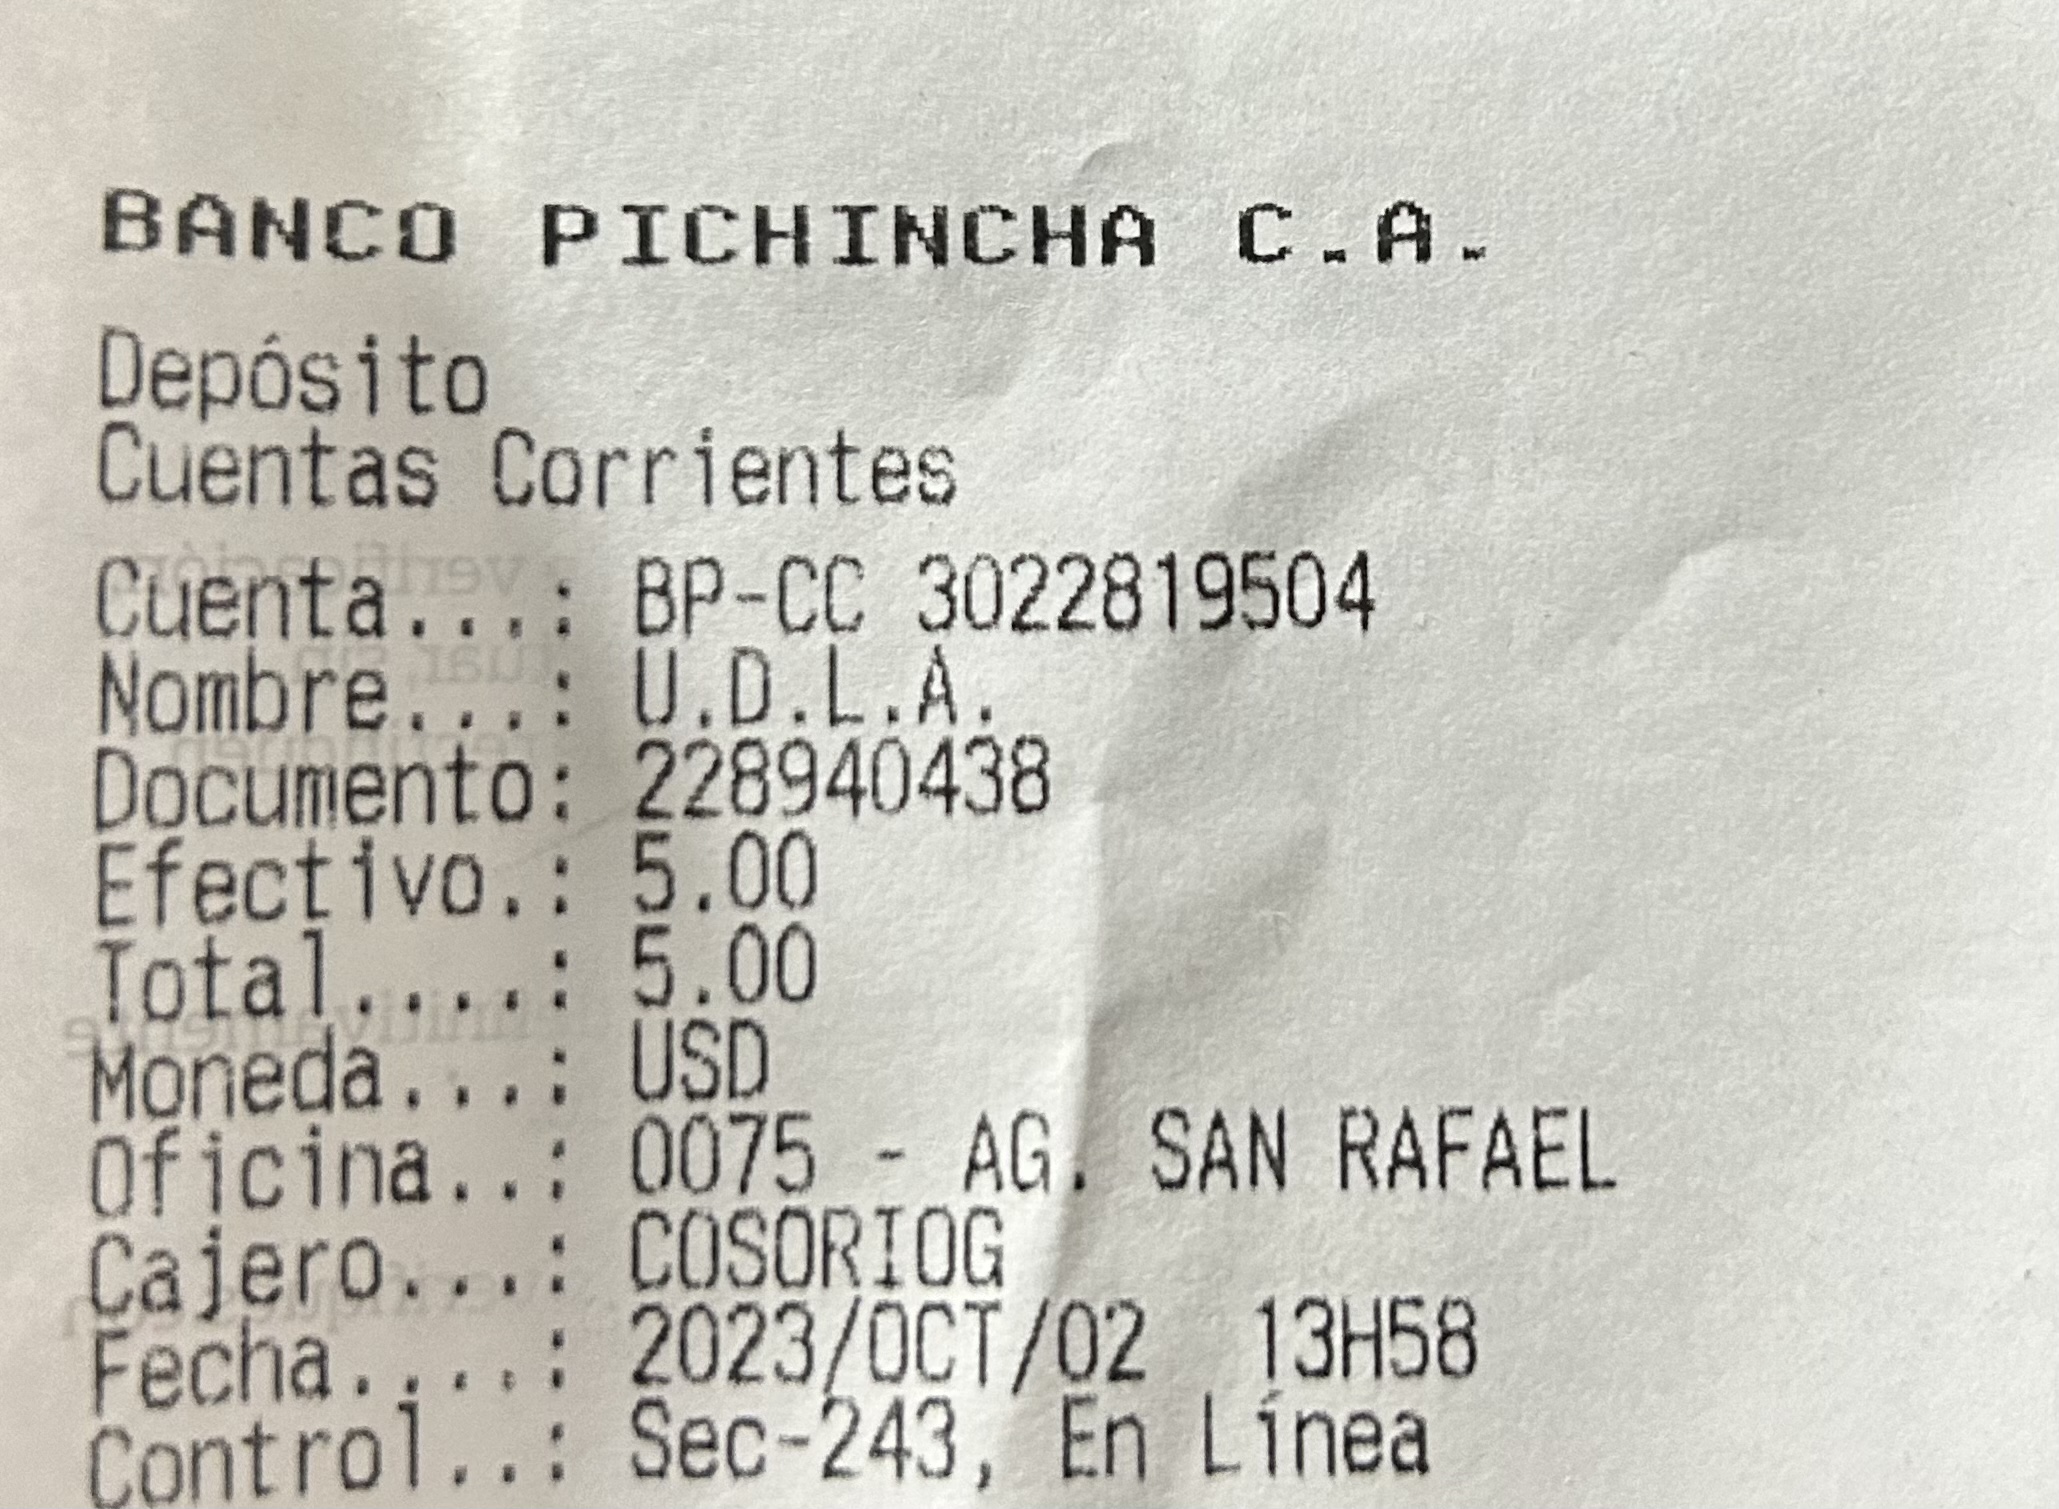 BANCO PICHINCHA C.A.
Depósito
Cuentas Corrientes
Cuenta...: BP-CC 3022819504
Nombre...: U.D.L.A.
Documento: 228940438
Efectivo.: 5.00
Total....: 5.00
Moneda...: USD
Oficina..: 0075 - AG. SAN RAFAEL
Cajero...: COSORIOG
Fecha....: 2023/OCT/02 13H58
Control..: Sec-243, En Línea